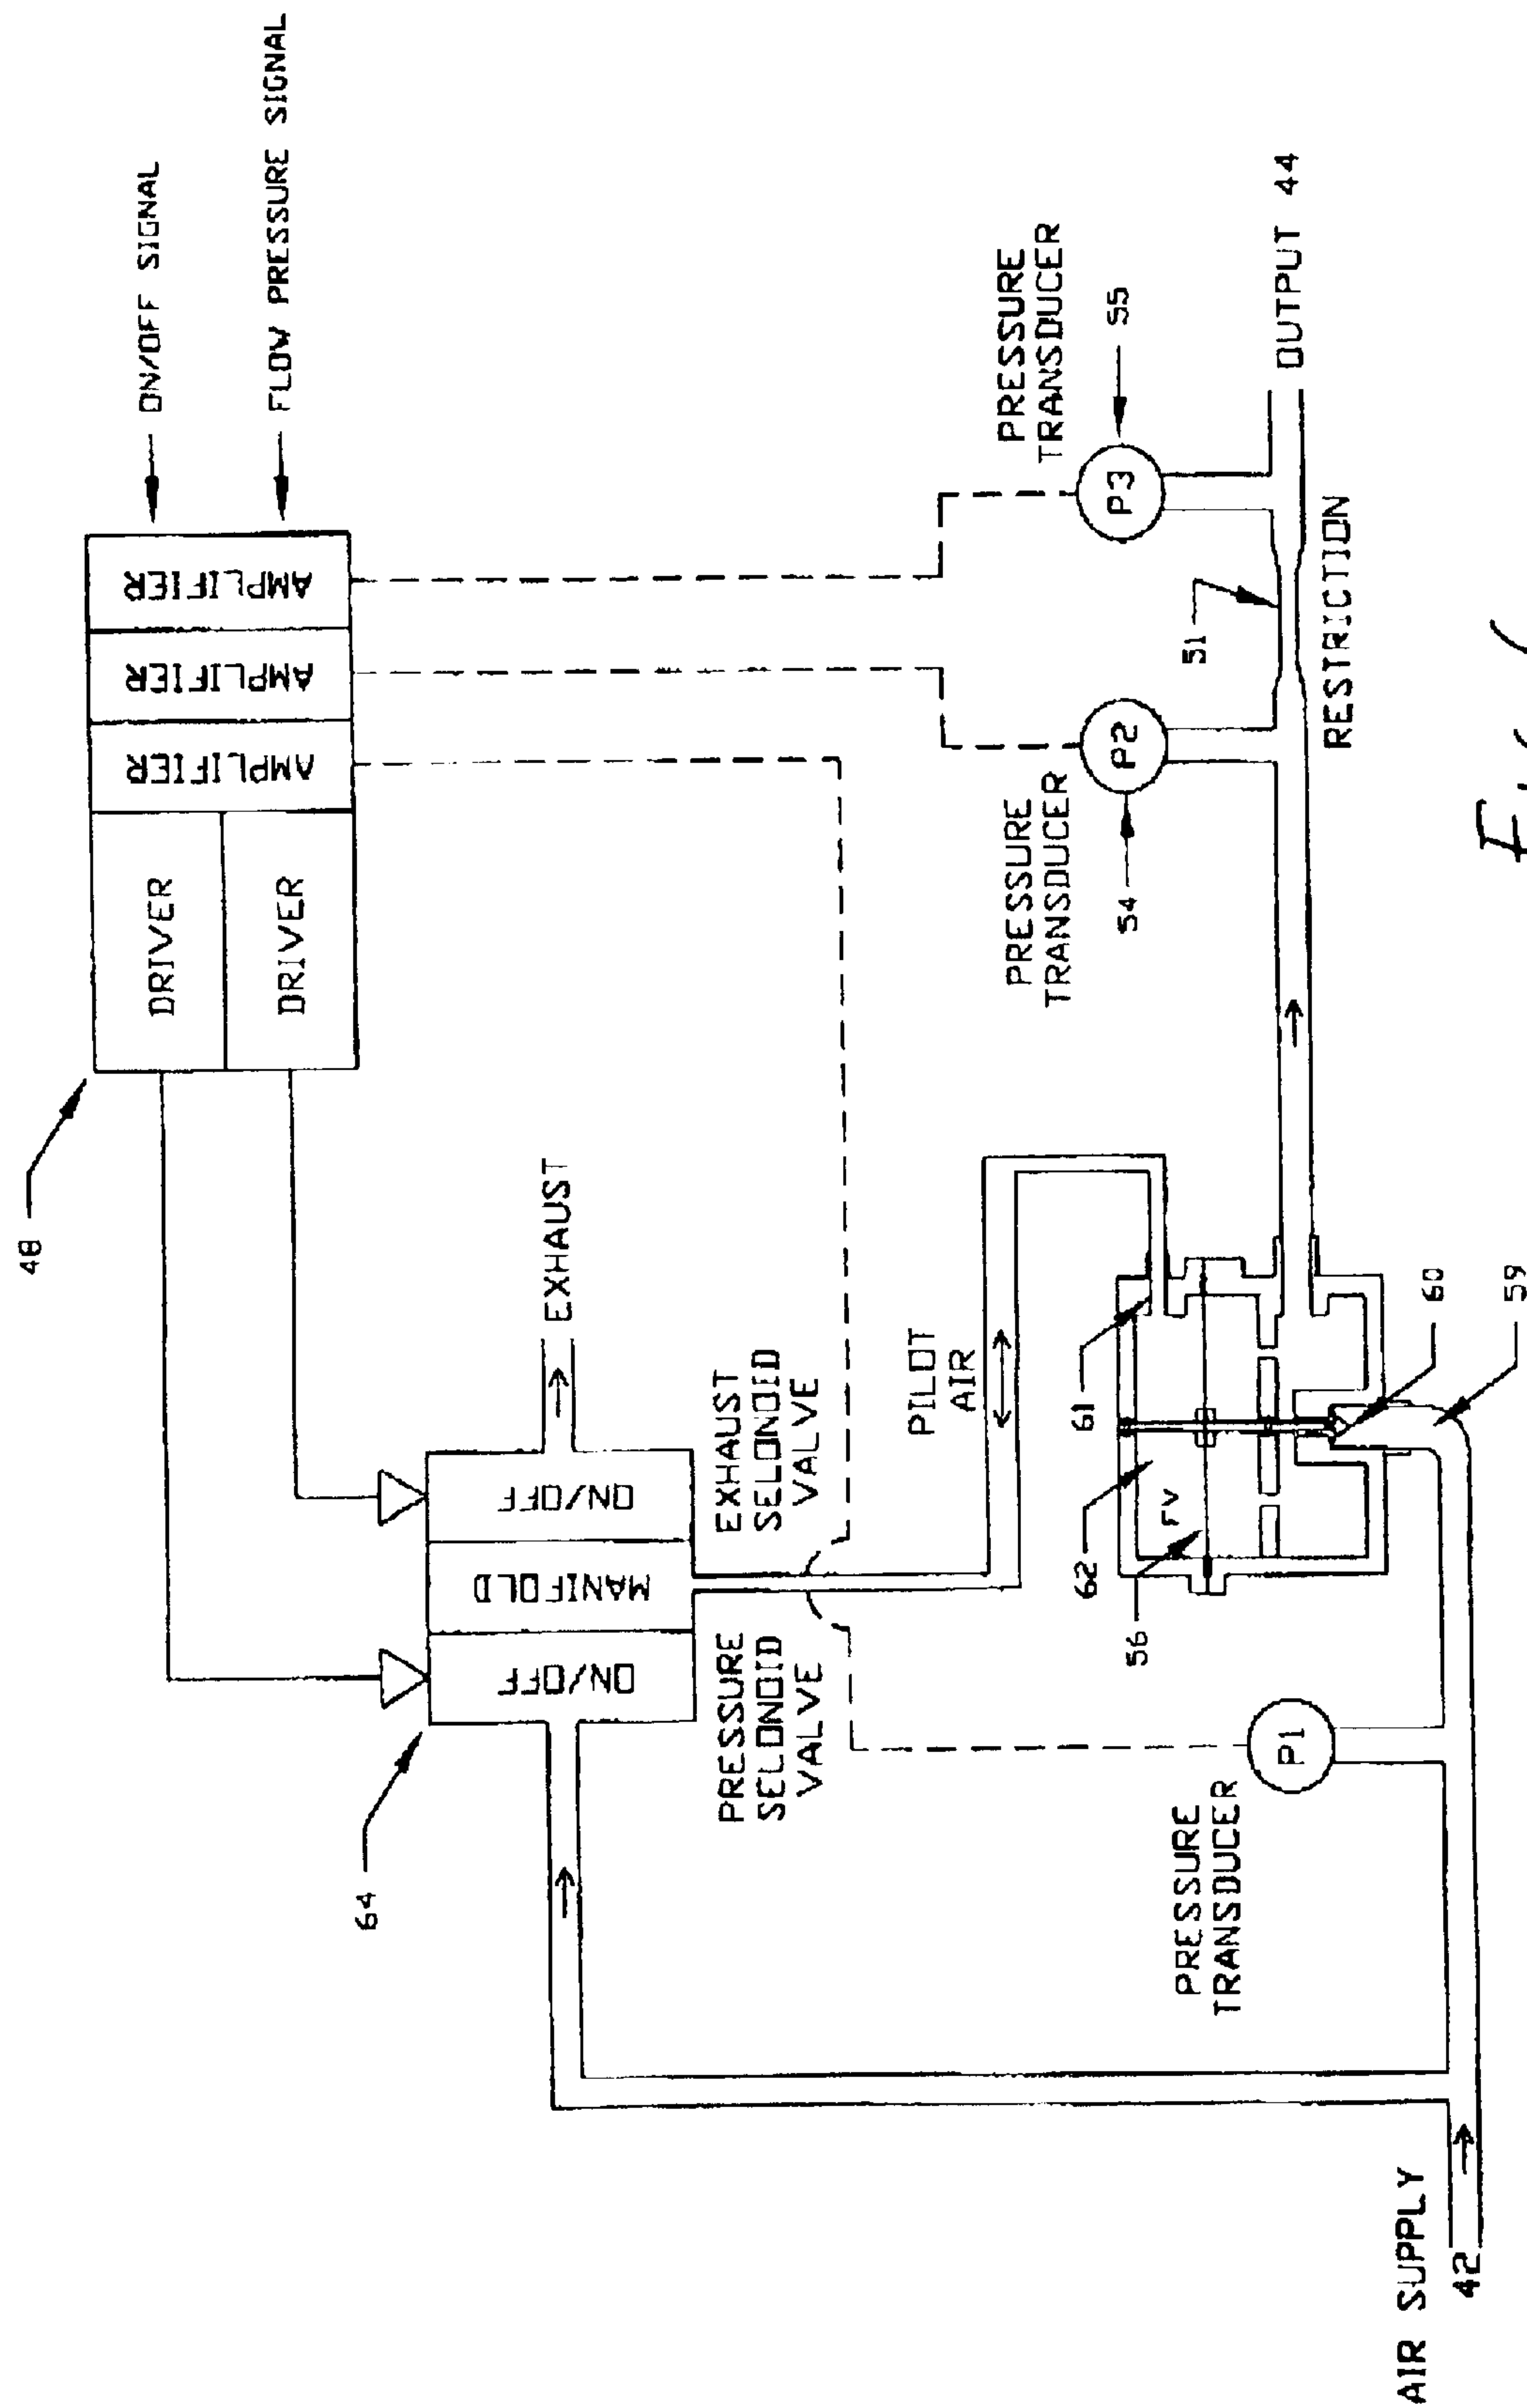 48
DRIVER
DRIVER
AMPLIFIER
AMPLIFIER
AMPLIFIER
ON/OFF SIGNAL
FLOW PRESSURE SIGNAL
64
ON/OFF
MANIFOLD
ON/OFF
EXHAUST
PRESSURE
SELONOID
VALVE
EXHAUST
SELONOID
VALVE
PILOT
AIR
PRESSURE
TRANSDUCER
P1
56
62
FV
61
60
59
PRESSURE
TRANSDUCER
54
P2
PRESSURE
TRANSDUCER
P3
55
51
RESTRICTION
OUTPUT 44
AIR SUPPLY
42